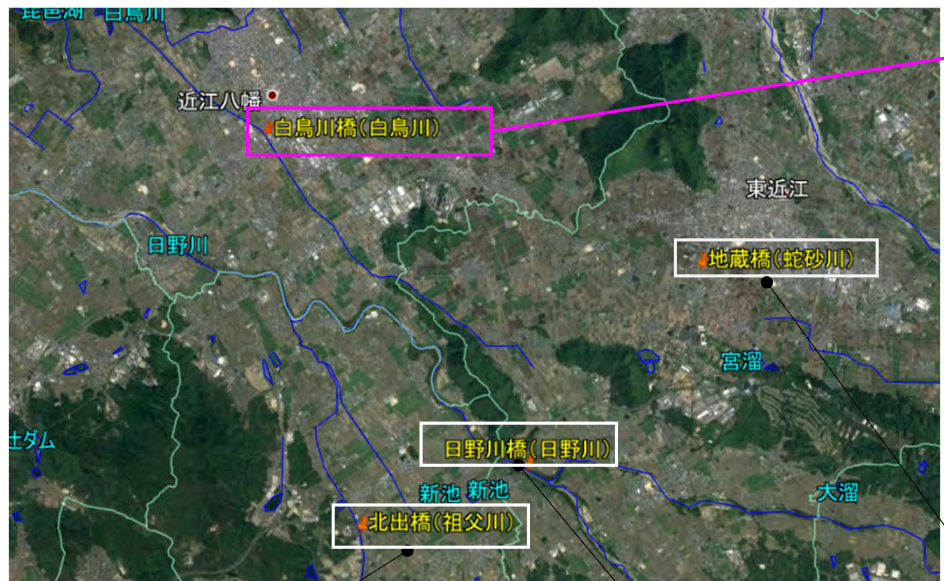 琵琶湖
白鳥川
近江八幡
白鳥川橋(白鳥川)
東近江
日野川
地蔵橋(蛇砂川)
宮溜
土ダム
日野川橋(日野川)
新池
新池
大溜
北出橋(祖父川)